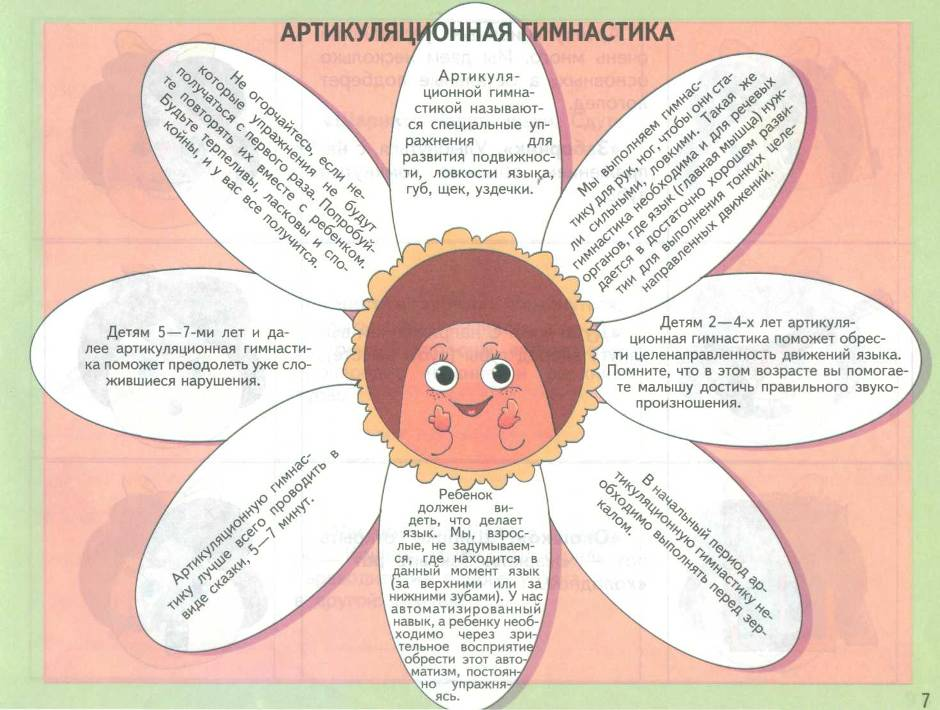 АРТИКУЛЯЦИОННАЯ ГИМНАСТИКА
Артикуля-
ционной гимна-
стикой называют-
ся специальные уп-
ражнения для
развития подвижнос-
ти, ловкости языка,
губ, щек, уздечки.
Мы выполняем гимнас-
тику для рук, ног, чтобы они ста-
ли сильными, ловкими. Такая же
гимнастика необходима и для речевых
органов, где язык (главная мышца) нуж-
дается в достаточно хорошем разви-
тии для выполнения тонких целе-
направленных движений.
Детям 2—4-х лет артикуля-
ционная гимнастика поможет обрес-
ти целенаправленность движений языка.
Помните, что в этом возрасте вы помогае-
те малышу достичь правильного звуко-
произношения.
В начальный период ар-
тикуляционную гимнастику не-
обходимо выполнять перед зер-
калом
Ребенок
должен ви-
деть, что делает
язык. Мы, взрос-
лые, не задумываем-
ся, где находится в
данный момент язык
(за верхними или за
нижними зубами). У нас
автоматизированный
навык, а ребенку необ-
ходимо через зри-
тельное восприятие
обрести этот авто-
матизм, постоян-
но упражня-
ясь.
Артикуляционную гимнас-
тику лучше всего проводить в
виде сказки, 5—7 минут.
Детям 5—7-ми лет и да-
лее артикуляционная гимнасти-
ка поможет преодолеть уже сло-
жившиеся нарушения.
Не огорчайтесь, если не-
которые упражнения не будут
получаться с первого раза. Попробуй-
те повторять их вместе с ребенком.
Будьте терпеливы, ласковы и спо-
койны, и у вас все получится.
7